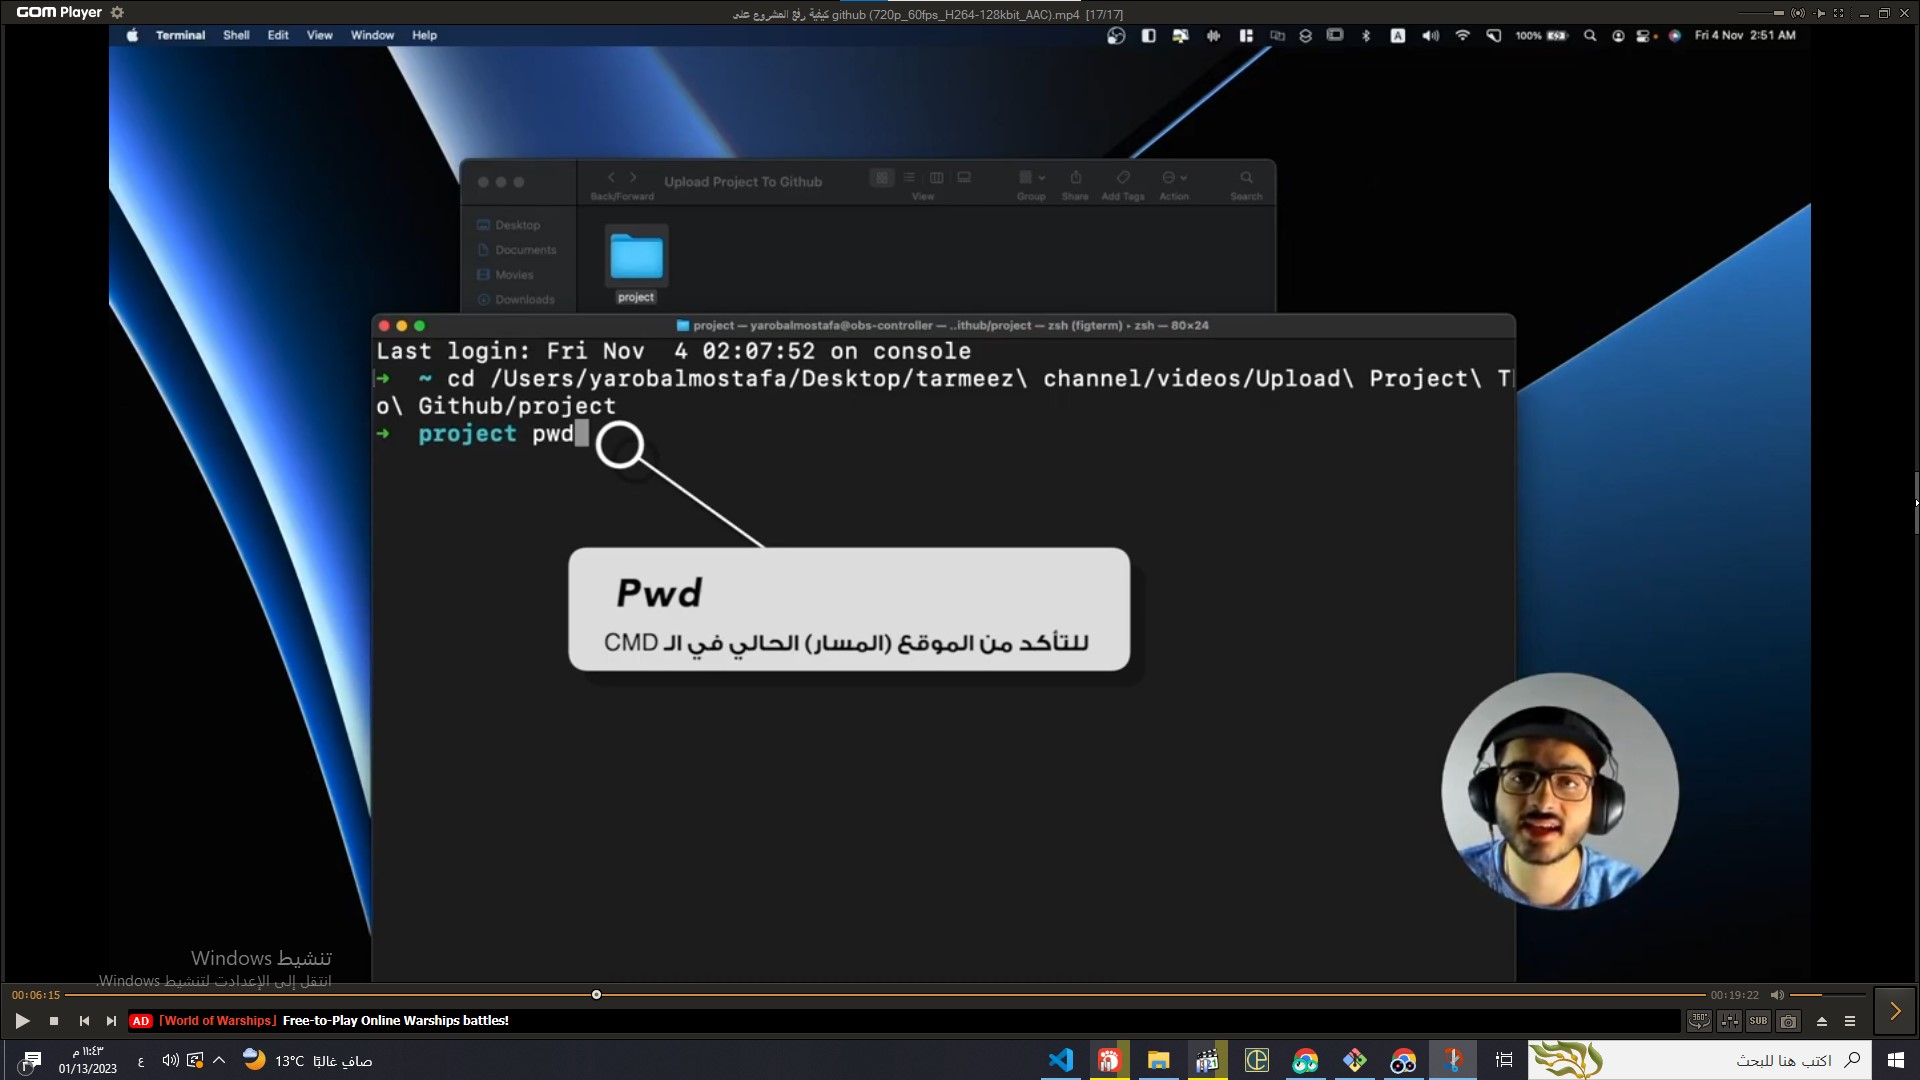 GOM Player
كيفية رفع المشروع على github (720p_60fps_H264-128kbit_AAC).mp4 [17/17]
Terminal Shell Edit View Window Help
100%
Fri 4 Nov 2:51 AM
Upload Project To Github
Back/Forward
View
Group
Share
Add Tags
Action
Search
Desktop
Documents
Movies
Downloads
project
project — yarobalmostafa@obs-controller — ..ithub/project — zsh (figterm) ▸ zsh — 80×24
Last login: Fri Nov  4 02:07:52 on console
➜  ~ cd /Users/yarobalmostafa/Desktop/tarmeez\ channel/videos/Upload\ Project\ T
o\ Github/project
➜  project pwd
Pwd
للتأكد من الموقع (المسار) الحالي في الـ CMD
تنشيط Windows
انتقل إلى الإعدادت لتنشيط Windows.
00:06:15
00:19:22
AD [World of Warships] Free-to-Play Online Warships battles!
360°
SUB
١١:٤٣ م
01/13/2023
ع
13°C صافي غالبًا
اكتب هنا للبحث